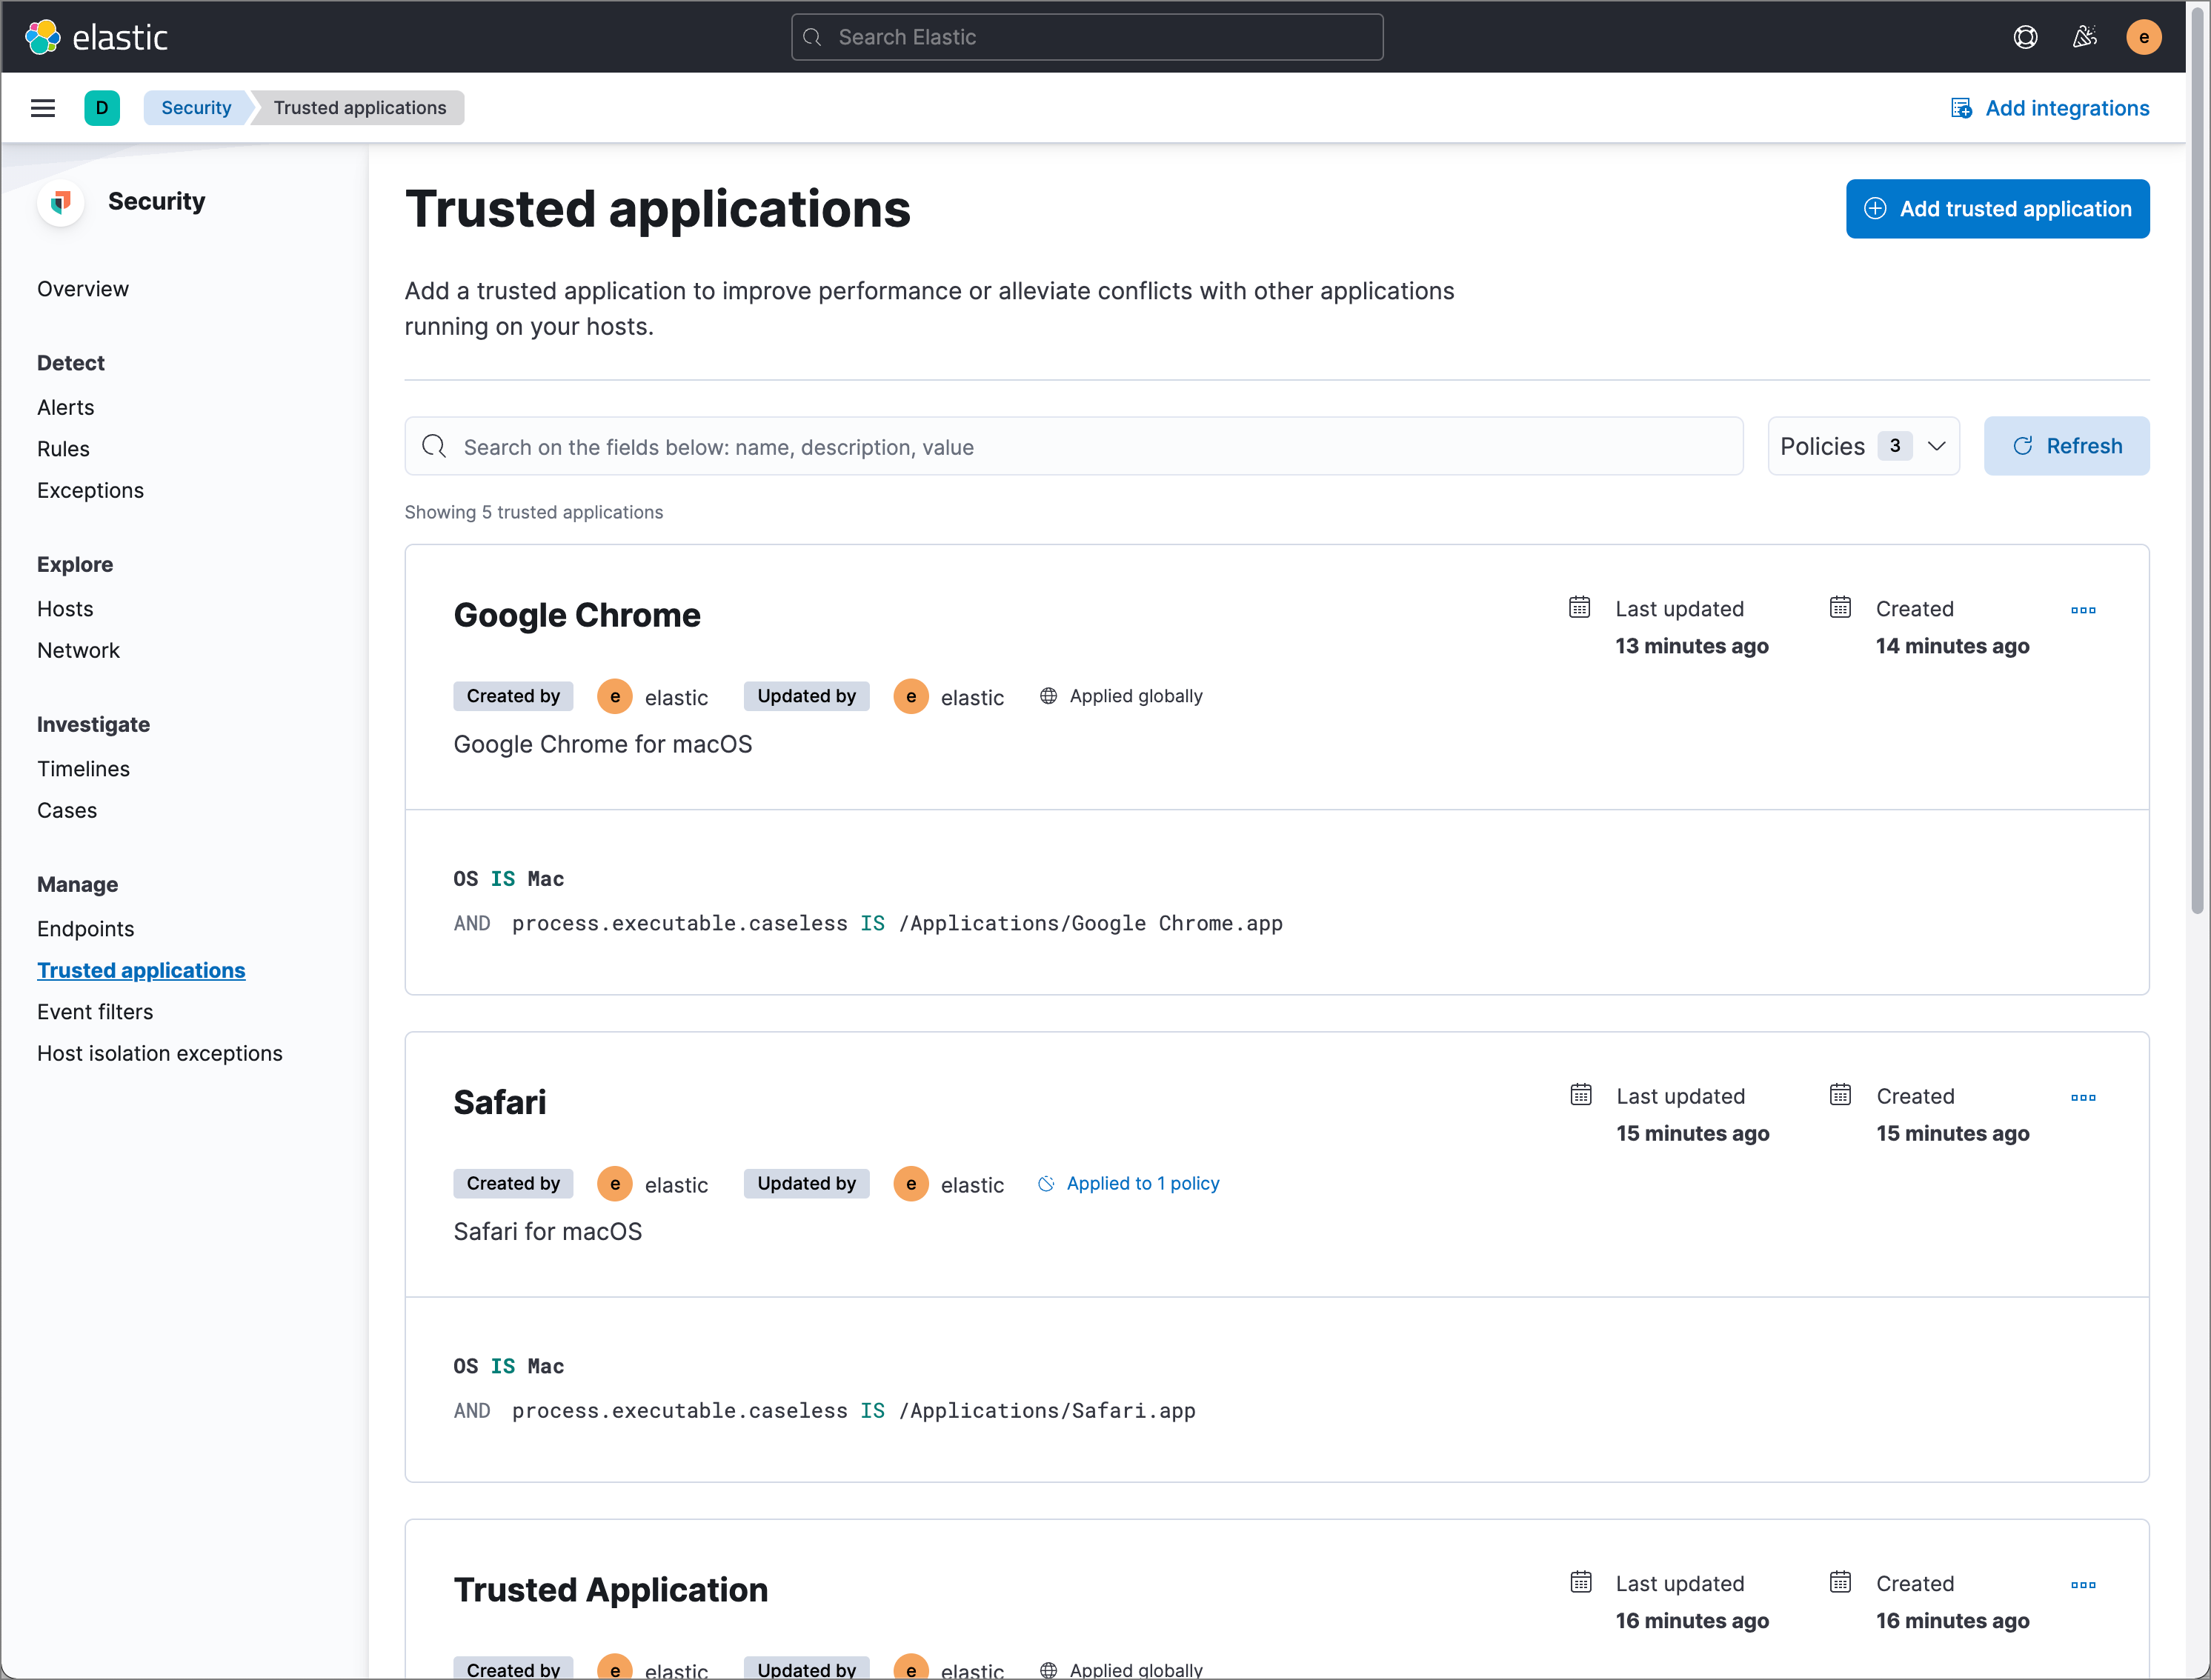 elastic
Search Elastic
e
D
Security
Trusted applications
Add integrations
Security
Overview
Detect
Alerts
Rules
Exceptions
Explore
Hosts
Network
Investigate
Timelines
Cases
Manage
Endpoints
Trusted applications
Event filters
Host isolation exceptions
Trusted applications
Add trusted application
Add a trusted application to improve performance or alleviate conflicts with other applications
running on your hosts.
Search on the fields below: name, description, value
Policies 3
Refresh
Showing 5 trusted applications
Google Chrome
Last updated
13 minutes ago
Created
14 minutes ago
Created by e elastic Updated by e elastic Applied globally
Google Chrome for macOS
OS IS Mac
AND process.executable.caseless IS /Applications/Google Chrome.app
Safari
Last updated
15 minutes ago
Created
15 minutes ago
Created by e elastic Updated by e elastic Applied to 1 policy
Safari for macOS
OS IS Mac
AND process.executable.caseless IS /Applications/Safari.app
Trusted Application
Last updated
16 minutes ago
Created
16 minutes ago
Created by e elastic Updated by e elastic Applied globally